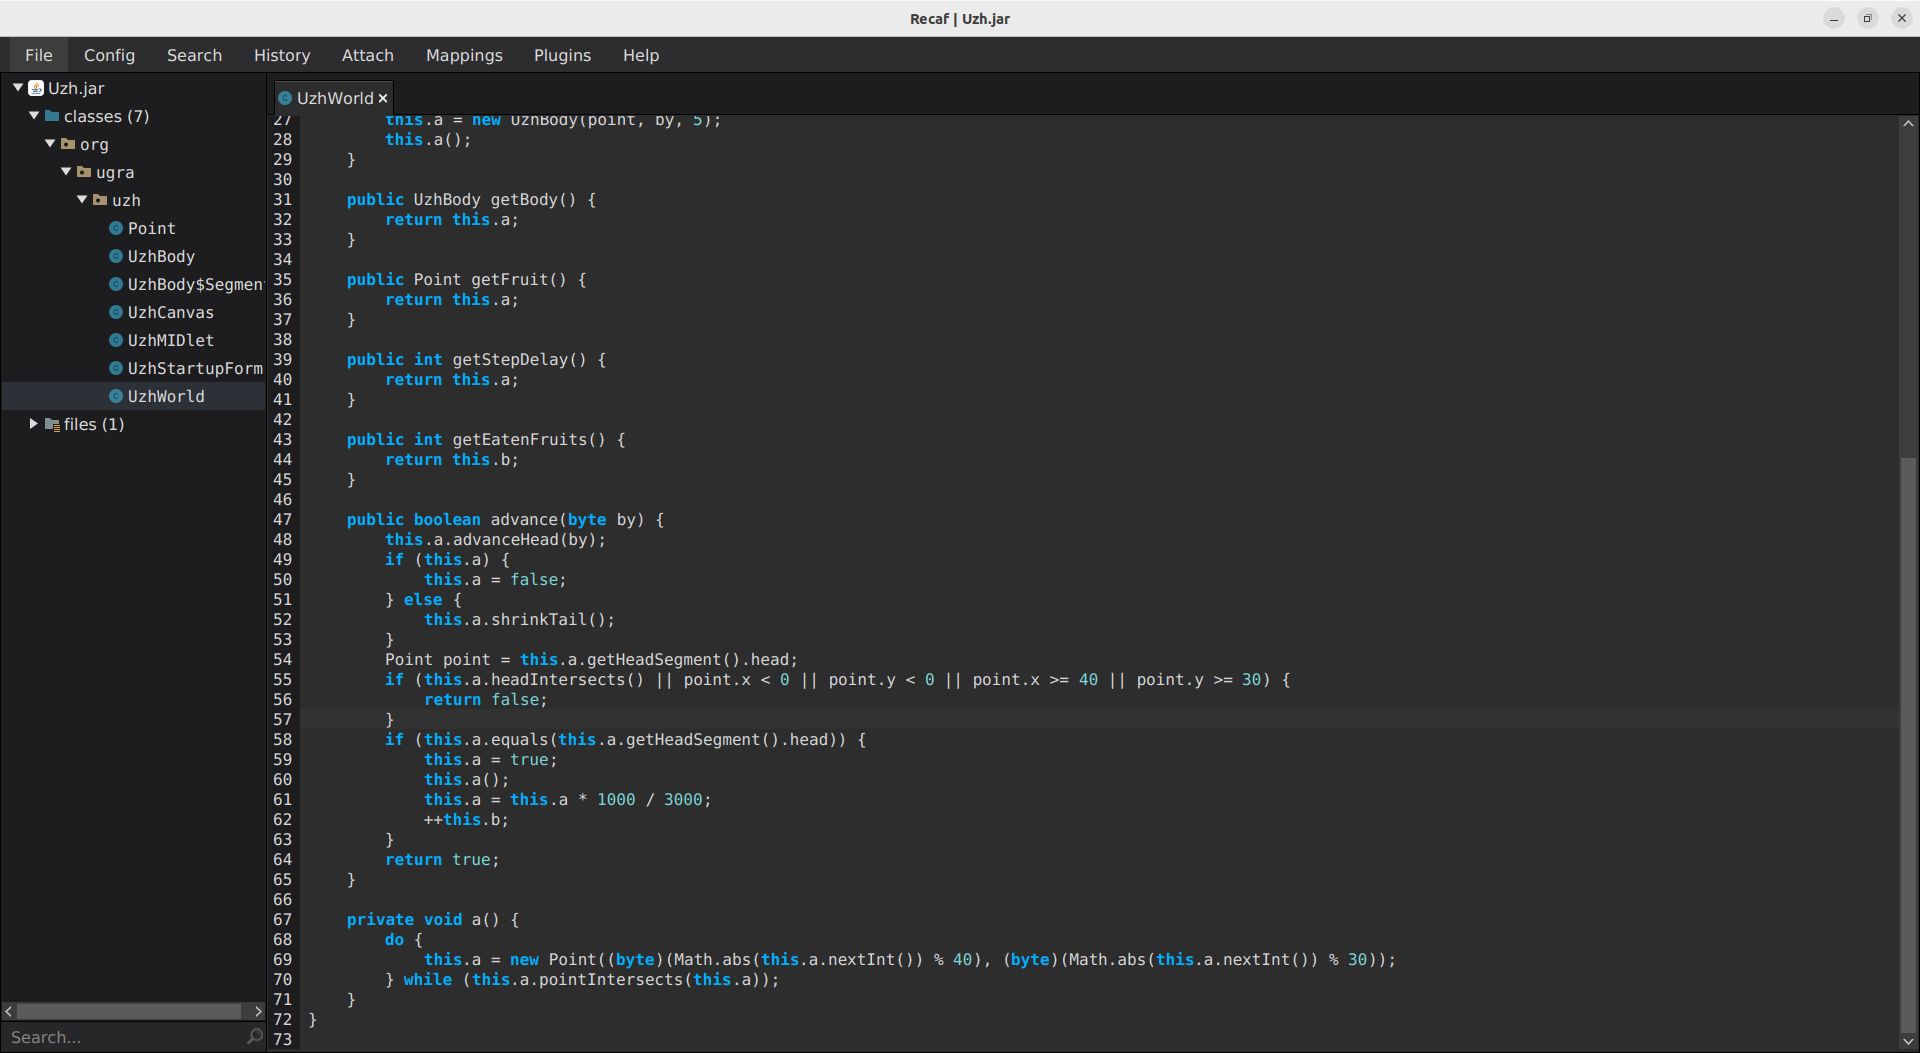 Recaf | Uzh.jar
File Config Search History Attach Mappings Plugins Help
Uzh.jar
classes (7)
org
ugra
uzh
Point
UzhBody
UzhBody$Segmen
UzhCanvas
UzhMIDlet
UzhStartupForm
UzhWorld
files (1)
Search...
UzhWorld
27 this.a = new UzhBody(point, by, 5);
28 this.a();
29 }
30
31 public UzhBody getBody() {
32 return this.a;
33 }
34
35 public Point getFruit() {
36 return this.a;
37 }
38
39 public int getStepDelay() {
40 return this.a;
41 }
42
43 public int getEatenFruits() {
44 return this.b;
45 }
46
47 public boolean advance(byte by) {
48 this.a.advanceHead(by);
49 if (this.a) {
50 this.a = false;
51 } else {
52 this.a.shrinkTail();
53 }
54 Point point = this.a.getHeadSegment().head;
55 if (this.a.headIntersects() || point.x < 0 || point.y < 0 || point.x >= 40 || point.y >= 30) {
56 return false;
57 }
58 if (this.a.equals(this.a.getHeadSegment().head)) {
59 this.a = true;
60 this.a();
61 this.a = this.a * 1000 / 3000;
62 ++this.b;
63 }
64 return true;
65 }
66
67 private void a() {
68 do {
69 this.a = new Point((byte)(Math.abs(this.a.nextInt()) % 40), (byte)(Math.abs(this.a.nextInt()) % 30));
70 } while (this.a.pointIntersects(this.a));
71 }
72 }
73